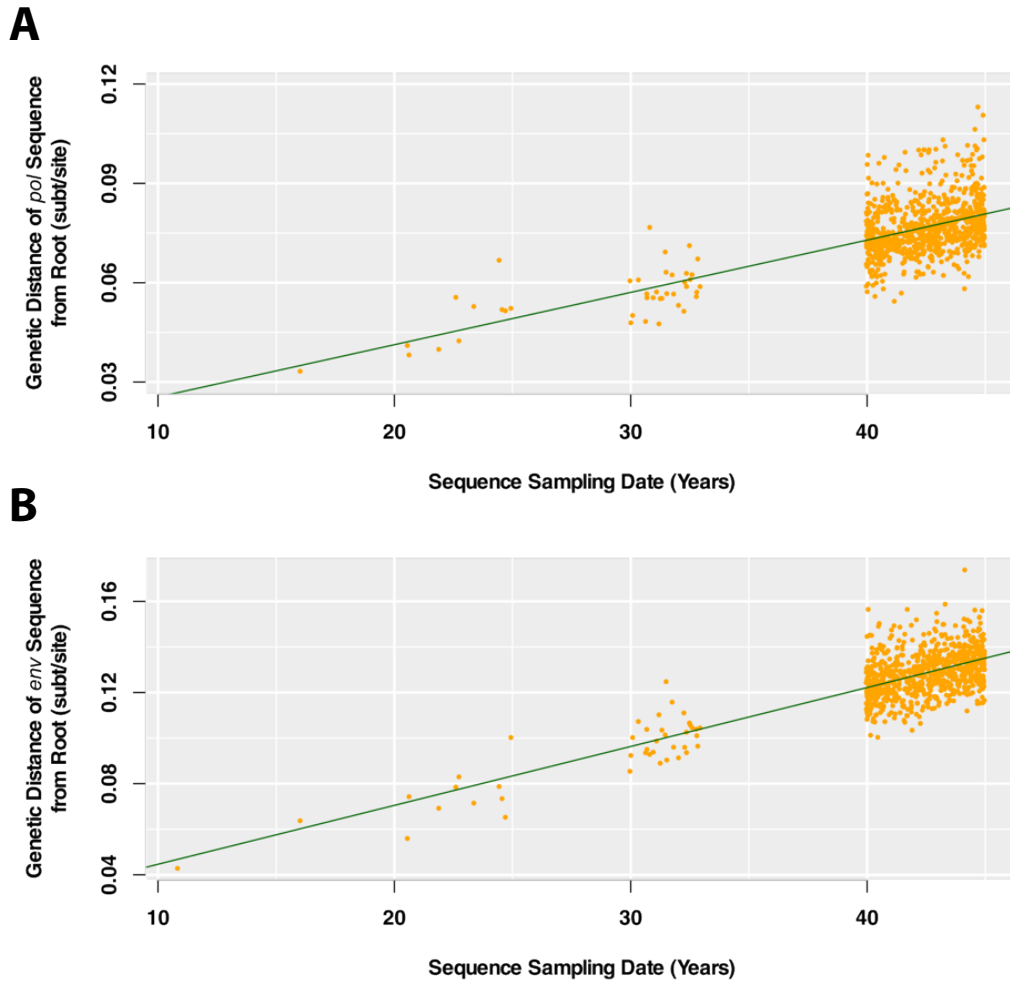 A
Genetic Distance of pol Sequence
from Root (subt/site)
0.12
0.09
0.06
0.03
10 20 30 40
Sequence Sampling Date (Years)
B
Genetic Distance of env Sequence
from Root (subt/site)
0.16
0.12
0.08
0.04
10 20 30 40
Sequence Sampling Date (Years)